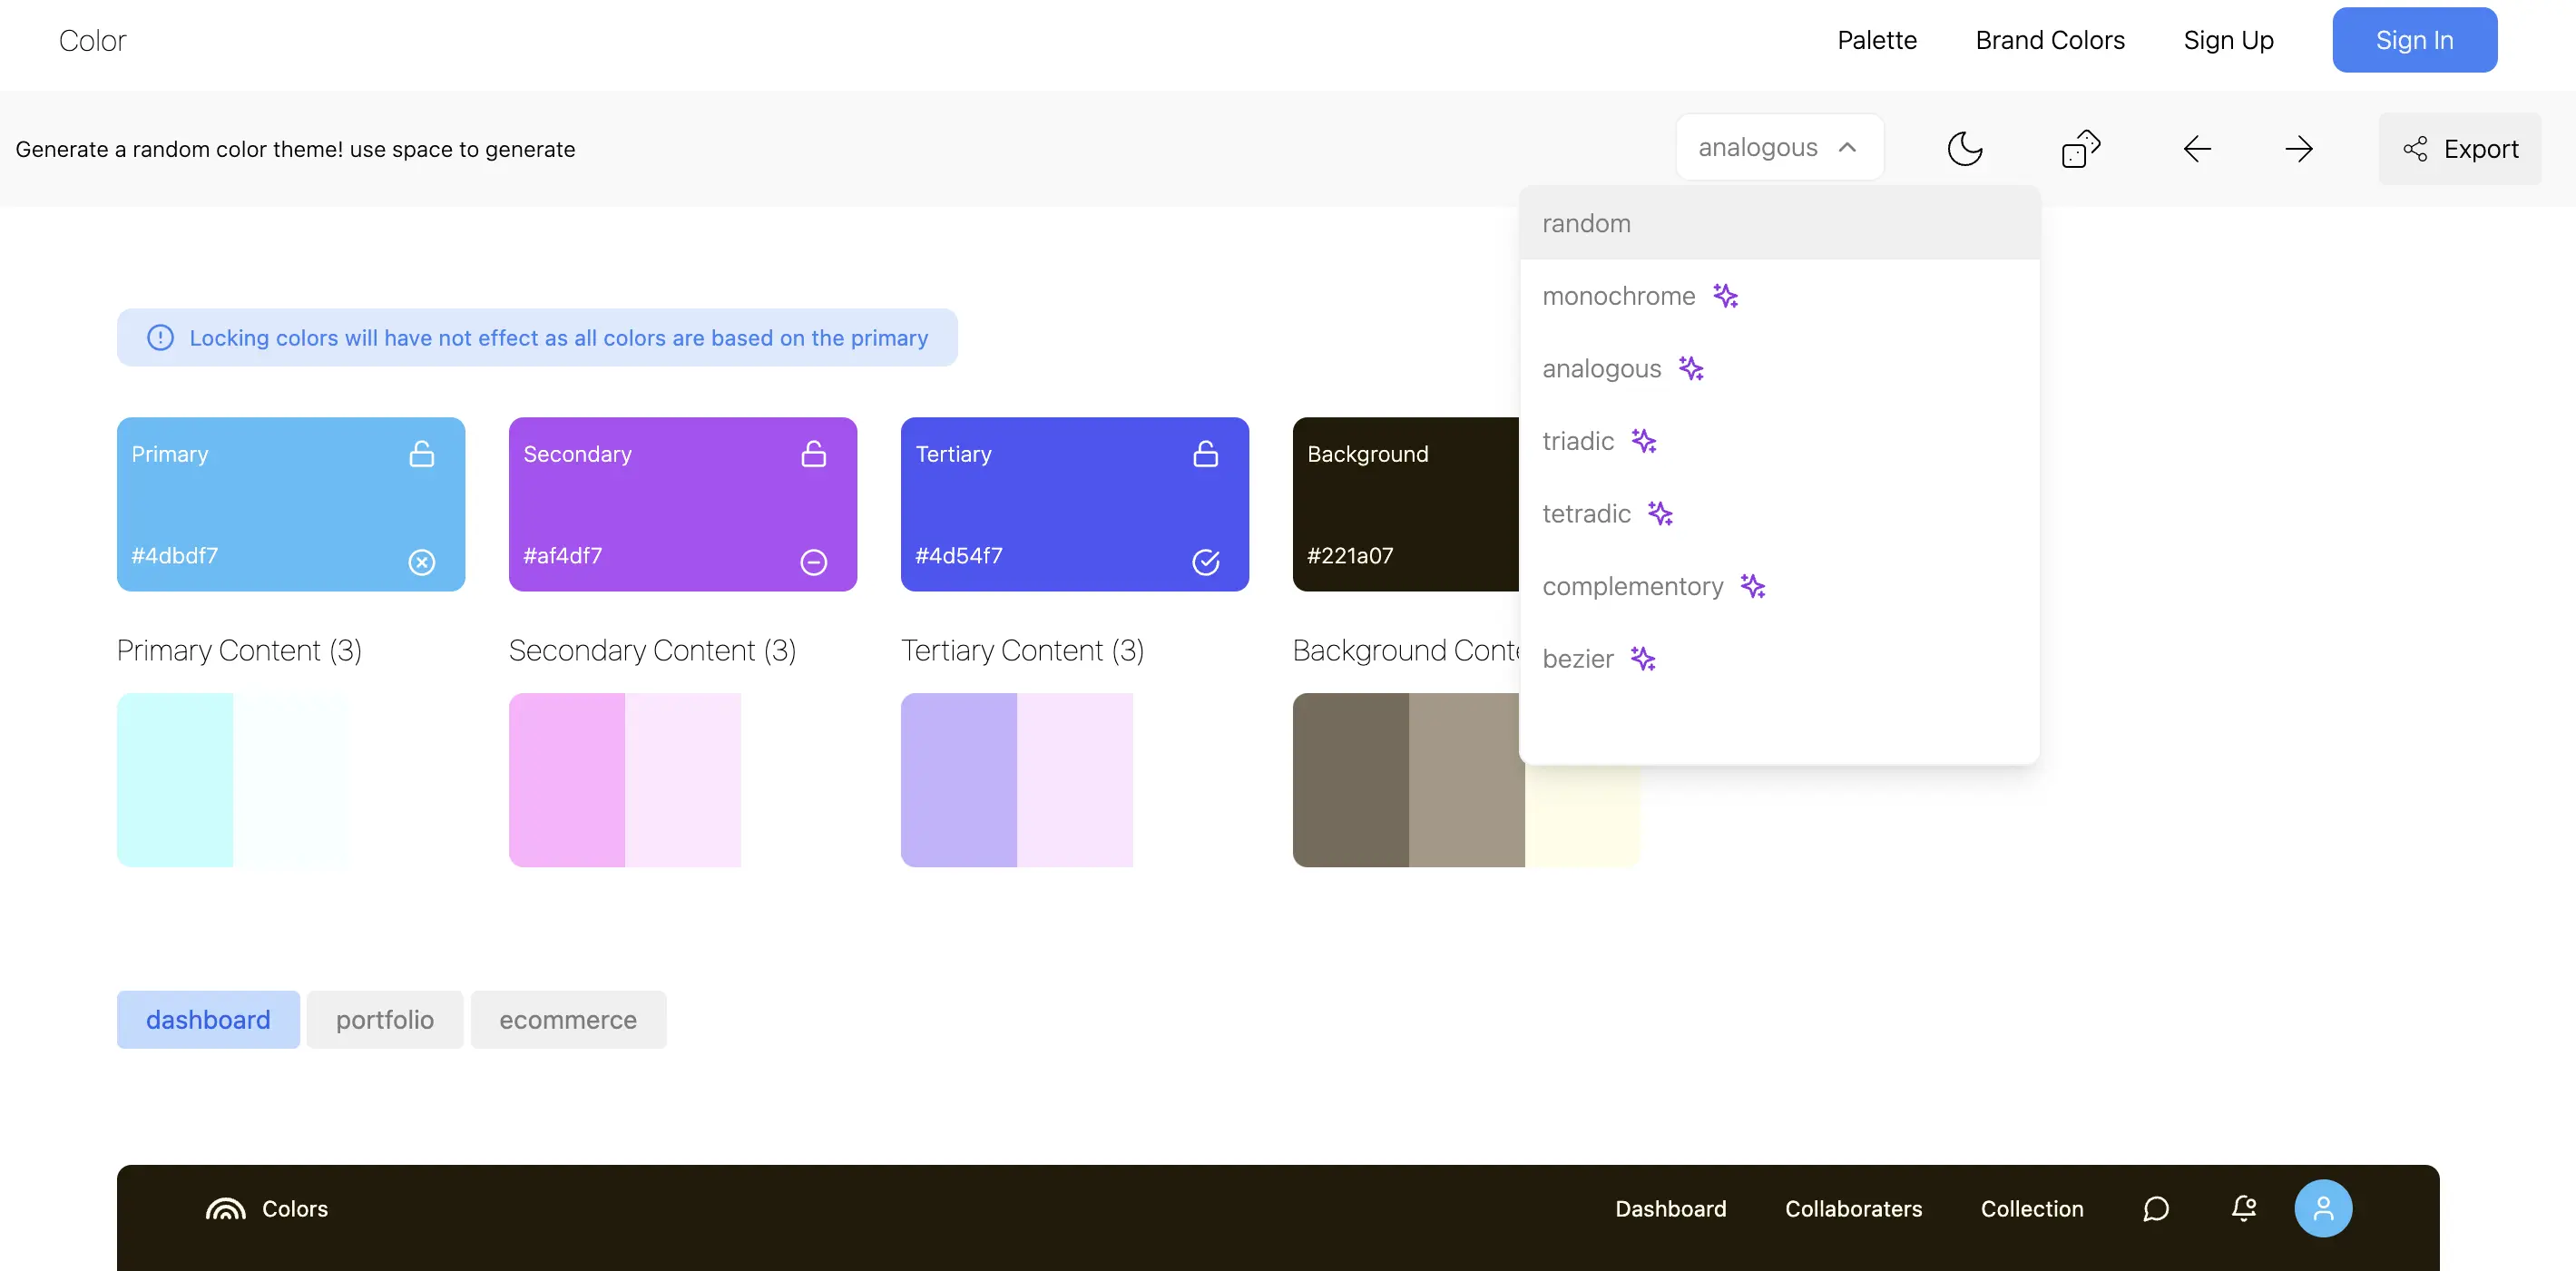 Color
Palette
Brand Colors
Sign Up
Sign In
Generate a random color theme! use space to generate
analogous
Export
random
monochrome
analogous
triadic
tetradic
complementory
bezier
Locking colors will have not effect as all colors are based on the primary
Primary
#4dbdf7
Secondary
#af4df7
Tertiary
#4d54f7
Background
#221a07
Primary Content (3)
Secondary Content (3)
Tertiary Content (3)
Background Conte
dashboard
portfolio
ecommerce
Colors
Dashboard
Collaboraters
Collection